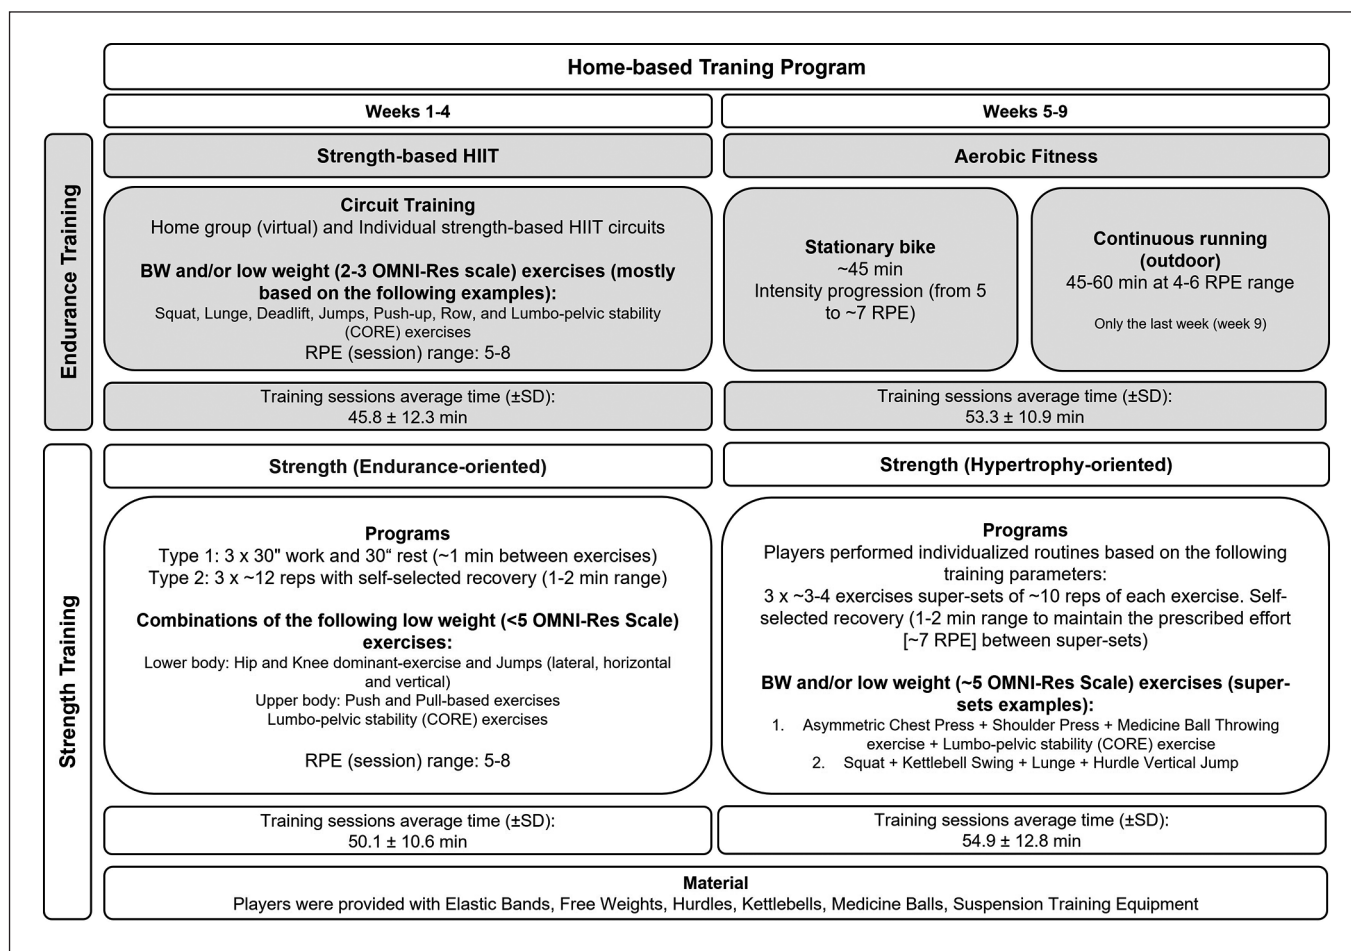 Home-based Traning Program
Weeks 1-4
Weeks 5-9
Endurance Training
Strength-based HIIT
Aerobic Fitness
Circuit Training
Home group (virtual) and Individual strength-based HIIT circuits
BW and/or low weight (2-3 OMNI-Res scale) exercises (mostly
based on the following examples):
Squat, Lunge, Deadlift, Jumps, Push-up, Row, and Lumbo-pelvic stability
(CORE) exercises
RPE (session) range: 5-8
Stationary bike
~45 min
Intensity progression (from 5
to ~7 RPE)
Continuous running
(outdoor)
45-60 min at 4-6 RPE range
Only the last week (week 9)
Training sessions average time (±SD):
45.8 ± 12.3 min
Training sessions average time (±SD):
53.3 ± 10.9 min
Strength Training
Strength (Endurance-oriented)
Strength (Hypertrophy-oriented)
Programs
Type 1: 3 x 30" work and 30“ rest (~1 min between exercises)
Type 2: 3 x ~12 reps with self-selected recovery (1-2 min range)
Combinations of the following low weight (<5 OMNI-Res Scale)
exercises:
Lower body: Hip and Knee dominant-exercise and Jumps (lateral, horizontal
and vertical)
Upper body: Push and Pull-based exercises
Lumbo-pelvic stability (CORE) exercises
RPE (session) range: 5-8
Programs
Players performed individualized routines based on the following
training parameters:
3 x ~3-4 exercises super-sets of ~10 reps of each exercise. Self-
selected recovery (1-2 min range to maintain the prescribed effort
[~7 RPE] between super-sets)
BW and/or low weight (~5 OMNI-Res Scale) exercises (super-
sets examples):
1. Asymmetric Chest Press + Shoulder Press + Medicine Ball Throwing
exercise + Lumbo-pelvic stability (CORE) exercise
2. Squat + Kettlebell Swing + Lunge + Hurdle Vertical Jump
Training sessions average time (±SD):
50.1 ± 10.6 min
Training sessions average time (±SD):
54.9 ± 12.8 min
Material
Players were provided with Elastic Bands, Free Weights, Hurdles, Kettlebells, Medicine Balls, Suspension Training Equipment